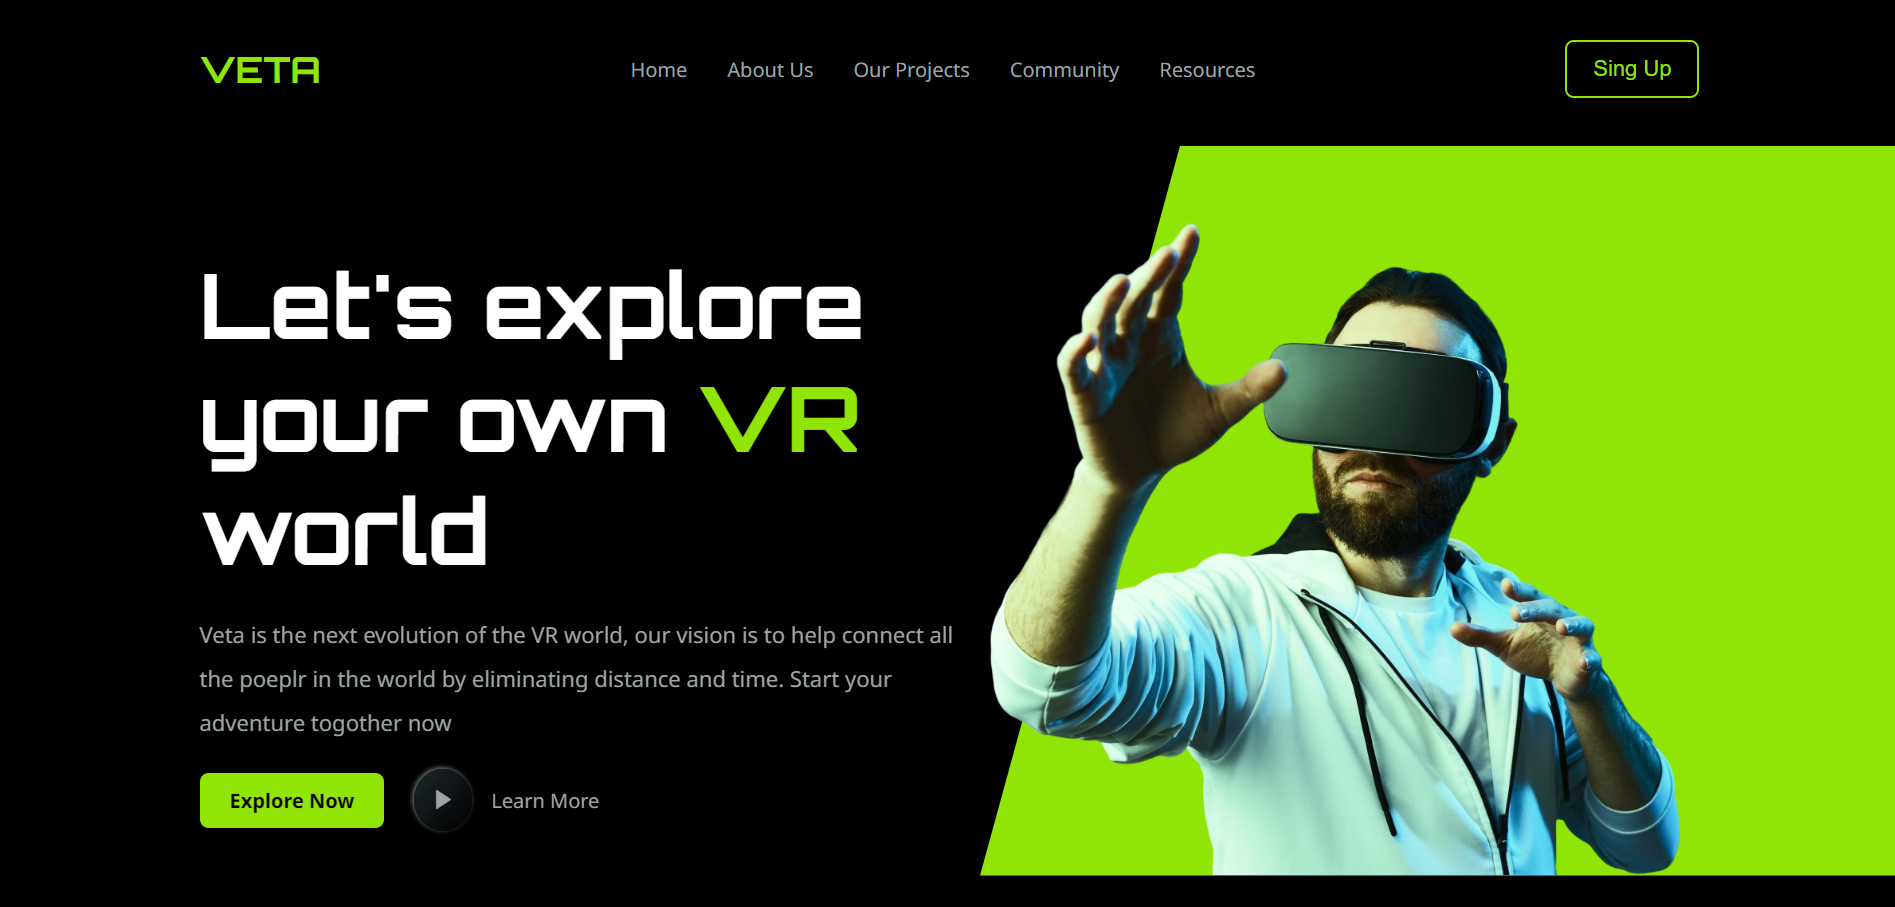 VETA
Home
About Us
Our Projects
Community
Resources
Sing Up
Let's explore
your own VR
world
Veta is the next evolution of the VR world, our vision is to help connect all
the poeplr in the world by eliminating distance and time. Start your
adventure togother now
Explore Now
Learn More